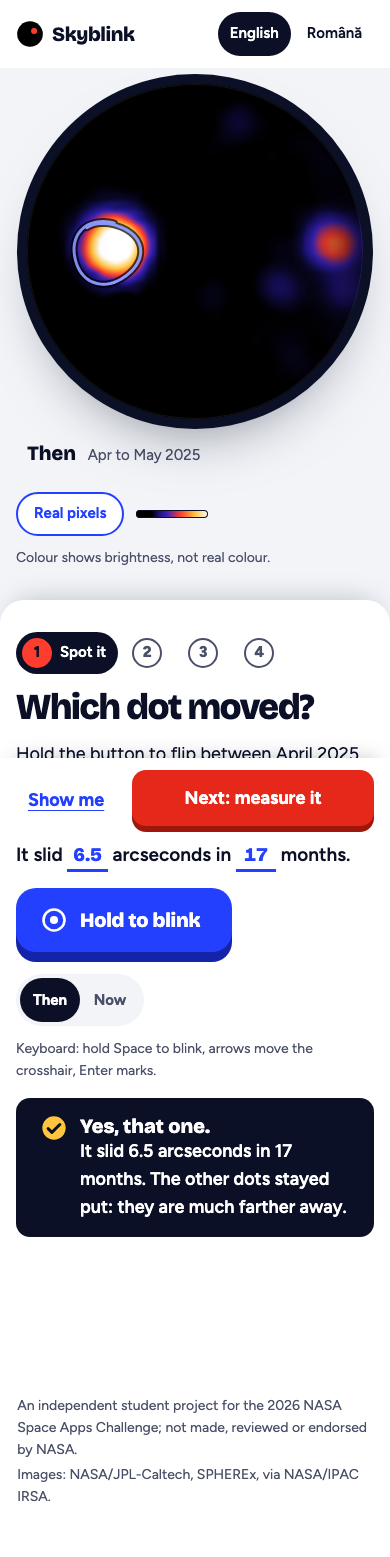 Skyblink
English
Română
Then Apr to May 2025
Real pixels
Colour shows brightness, not real colour.
1 Spot it 2 3 4
Which dot moved?
Hold the button to flip between April 2025
Show me
Next: measure it
It slid 6.5 arcseconds in 17 months.
Hold to blink
Then Now
Keyboard: hold Space to blink, arrows move the
crosshair, Enter marks.
Yes, that one.
It slid 6.5 arcseconds in 17
months. The other dots stayed
put: they are much farther away.
An independent student project for the 2026 NASA
Space Apps Challenge; not made, reviewed or endorsed
by NASA.
Images: NASA/JPL-Caltech, SPHEREx, via NASA/IPAC
IRSA.